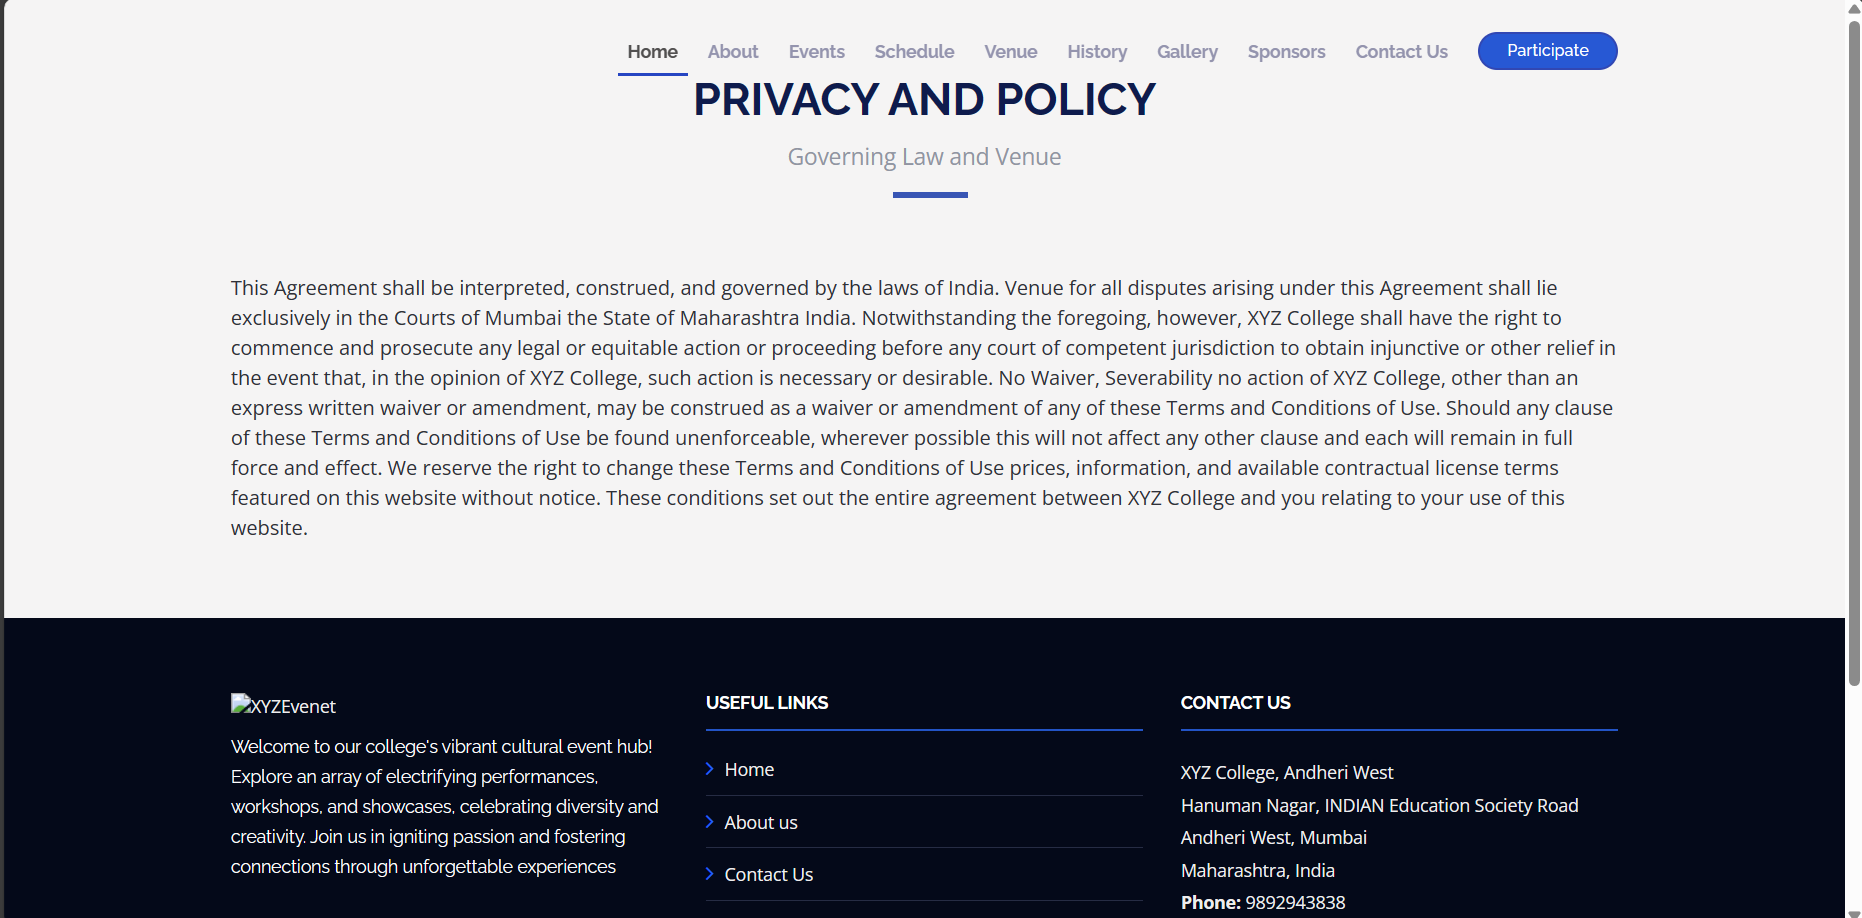 Home About Events Schedule Venue History Gallery Sponsors Contact Us Participate
PRIVACY AND POLICY
Governing Law and Venue
This Agreement shall be interpreted, construed, and governed by the laws of India. Venue for all disputes arising under this Agreement shall lie
exclusively in the Courts of Mumbai the State of Maharashtra India. Notwithstanding the foregoing, however, XYZ College shall have the right to
commence and prosecute any legal or equitable action or proceeding before any court of competent jurisdiction to obtain injunctive or other relief in
the event that, in the opinion of XYZ College, such action is necessary or desirable. No Waiver, Severability no action of XYZ College, other than an
express written waiver or amendment, may be construed as a waiver or amendment of any of these Terms and Conditions of Use. Should any clause
of these Terms and Conditions of Use be found unenforceable, wherever possible this will not affect any other clause and each will remain in full
force and effect. We reserve the right to change these Terms and Conditions of Use prices, information, and available contractual license terms
featured on this website without notice. These conditions set out the entire agreement between XYZ College and you relating to your use of this
website.
XYZEvenet
Welcome to our college's vibrant cultural event hub!
Explore an array of electrifying performances,
workshops, and showcases, celebrating diversity and
creativity. Join us in igniting passion and fostering
connections through unforgettable experiences
USEFUL LINKS
Home
About us
Contact Us
CONTACT US
XYZ College, Andheri West
Hanuman Nagar, INDIAN Education Society Road
Andheri West, Mumbai
Maharashtra, India
Phone: 9892943838